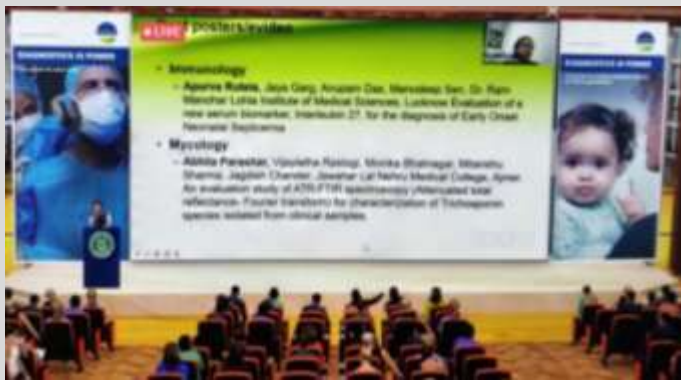 LIVE
posters/evideo
DIAGNOSTICS IS POWER
DIAGNOSTICS IS POWER
• Immunology
– Apurva Rutela, Jaya Garg, Anupam Das, Manodeep Sen, Dr. Ram
Manohar Lohia Institute of Medical Sciences, Lucknow Evaluation of a
new serum biomarker, Interleukin 27, for the diagnosis of Early Onset
Neonatal Septicemia
• Mycology
– Parashar, Vijaylatha Rastogi, Monika Bhatnagar, Mitanshu
Sharma, Jagdish Chander, Jawahar Lal Nehru Medical College, Ajmer.
An evaluation study of ATR-FTIR spectroscopy (Attenuated total
reflectance- Fourier transform) for characterization of Trichosporon
species isolated from clinical samples.